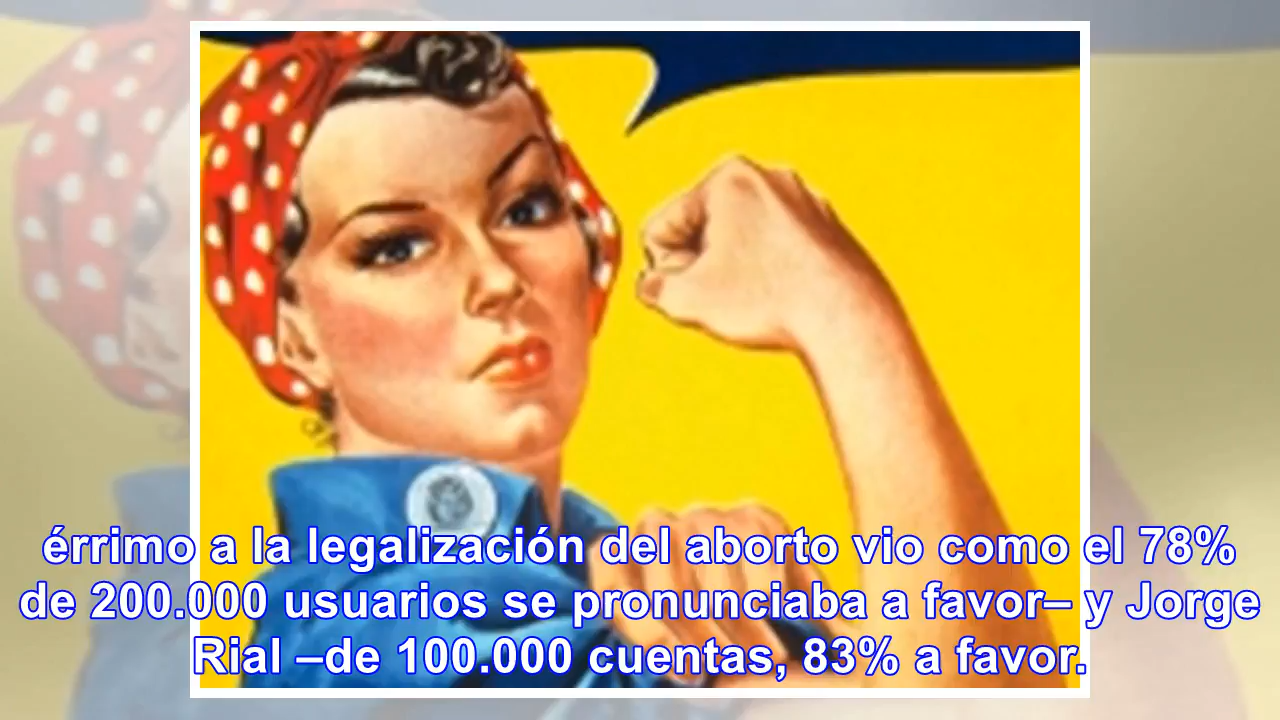 érrimo a la legalización del aborto vio como el 78%
de 200.000 usuarios se pronunciaba a favor– y Jorge
Rial –de 100.000 cuentas, 83% a favor.